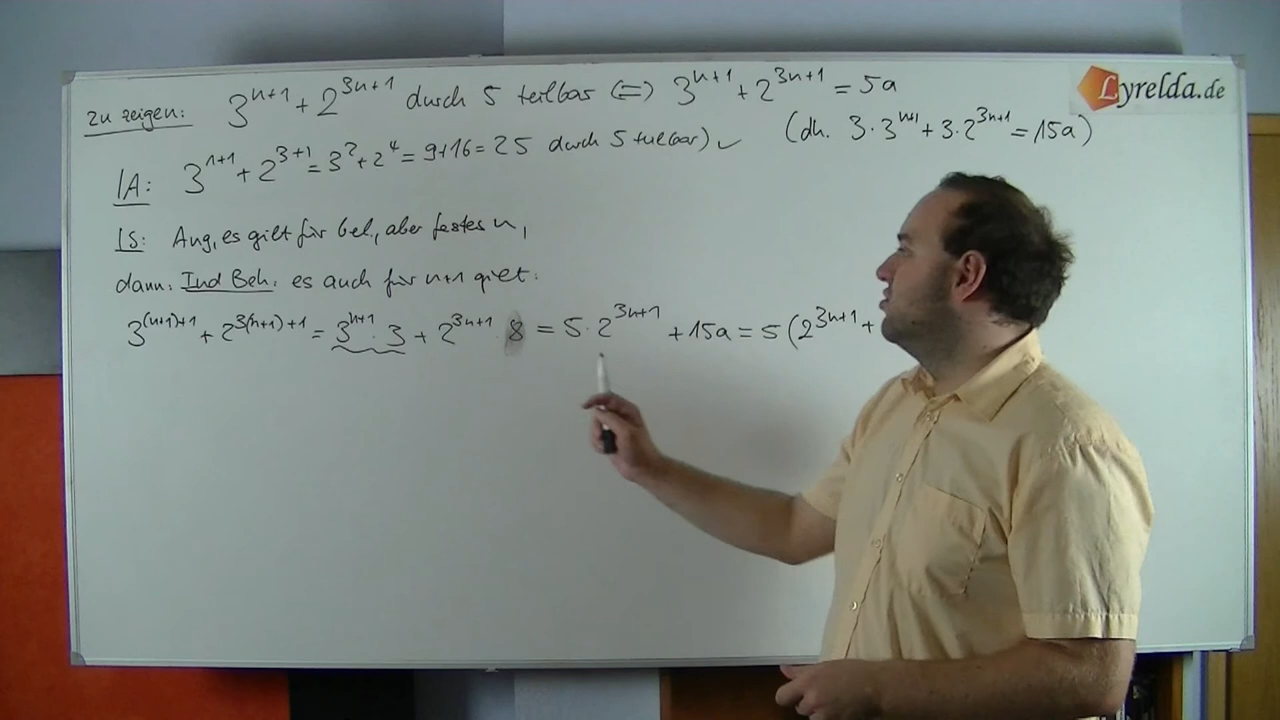 zu zeigen: 3^{n+1} + 2^{3n+1} durch 5 teilbar (=) 3^{n+1} + 2^{3n+1} = 5a
Lyrelda.de
(dh. 3·3^{n+1} + 3·2^{3n+1} = 15a)
IA: 3^{1+1} + 2^{3+1} = 3^2 + 2^4 = 9+16 = 25 durch 5 teilbar) ✓
IS: Ang, es gilt für bel., aber festes n,
dann: Ind Beh: es auch für n+1 gilt:
3^{(n+1)+1} + 2^{3(n+1)+1} = 3^{n+1} · 3 + 2^{3n+1} · 8 = 5 · 2^{3n+1} + 15a = 5 (2^{3n+1} +